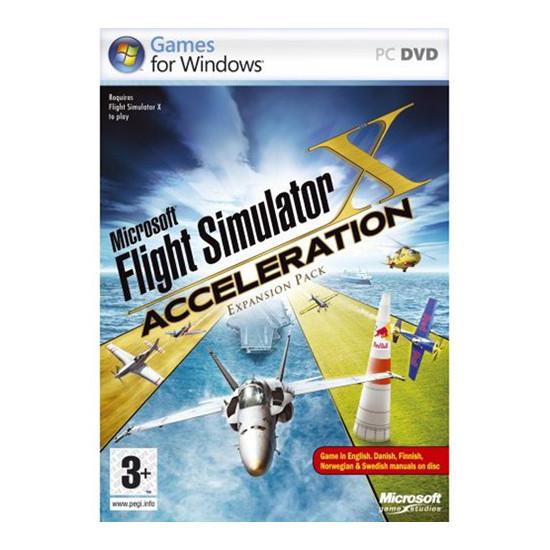 Games
for Windows
PC DVD
Requires
Flight Simulator X
to play
Microsoft
Flight Simulator X
ACCELERATION
EXPANSION PACK
Red Bull
Game in English. Danish, Finnish,
Norwegian & Swedish manuals on disc
3+
www.pegi.info
Microsoft
game studios